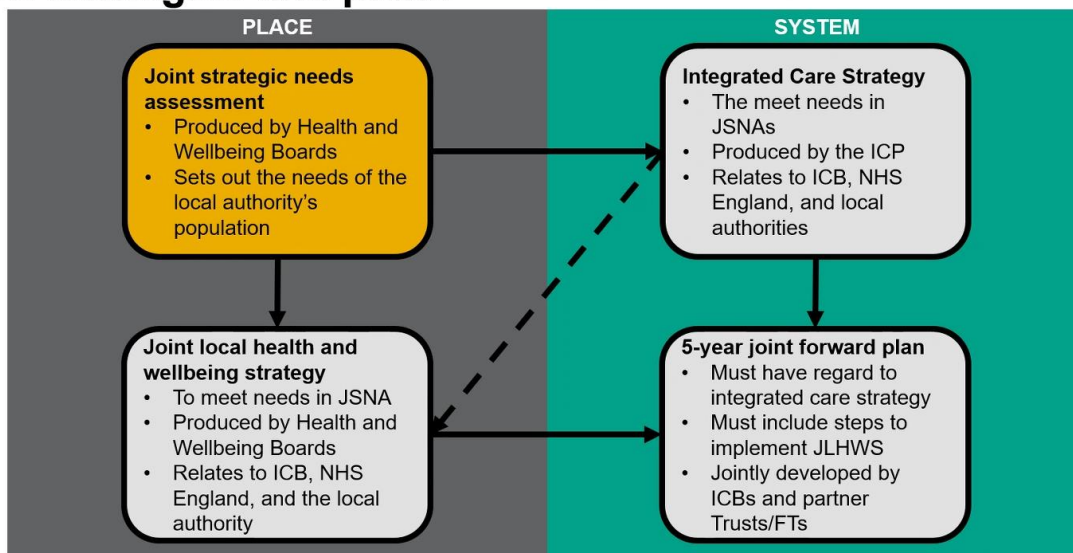 PLACE
SYSTEM
Joint strategic needs
assessment
• Produced by Health and
Wellbeing Boards
• Sets out the needs of the
local authority's
population
Integrated Care Strategy
• The meet needs in
JSNAs
• Produced by the ICP
• Relates to ICB, NHS
England, and local
authorities
Joint local health and
wellbeing strategy
• To meet needs in JSNA
• Produced by Health and
Wellbeing Boards
• Relates to ICB, NHS
England, and the local
authority
5-year joint forward plan
• Must have regard to
integrated care strategy
• Must include steps to
implement JLHWS
• Jointly developed by
ICBs and partner
Trusts/FTs